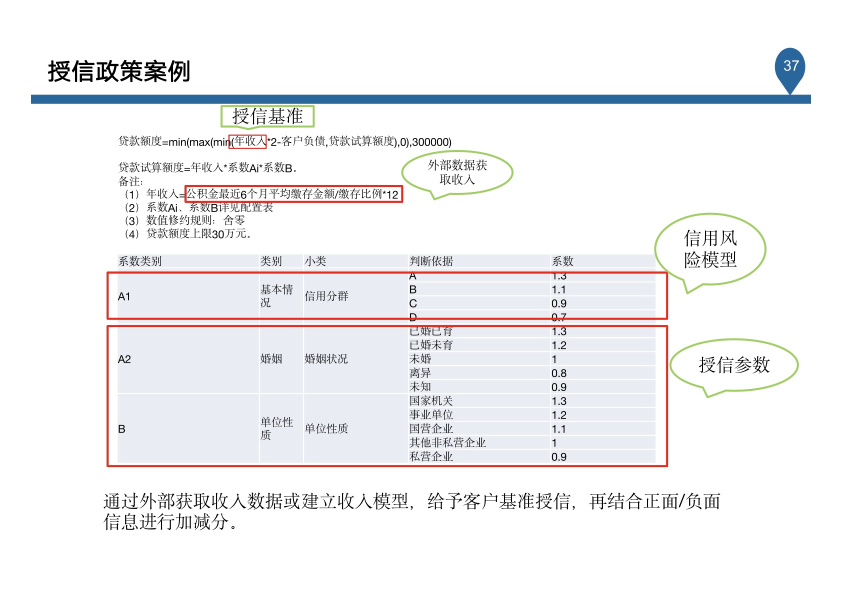 授信政策案例
37
授信基准
贷款额度=min(max(min(年收入*2-客户负债,贷款试算额度),0),300000)
贷款试算额度=年收入*系数Ai*系数B.
外部数据获
取收入
备注:
（1）年收入=公积金最近6个月平均缴存金额/缴存比例*12
（2）系数Ai、系数B详见配置表
（3）数值修约规则：舍零
（4）贷款额度上限30万元.
信用风
险模型
系数类别 类别 小类 判断依据 系数
A1 基本情况 信用分群 A 1.3
B 1.1
C 0.9
D 0.7
A2 婚姻 婚姻状况 已婚已育 1.3
已婚未育 1.2
未婚 1
离异 0.8
未知 0.9
授信参数
B 单位性质 单位性质 国家机关 1.3
事业单位 1.2
国营企业 1.1
其他非私营企业 1
私营企业 0.9
通过外部获取收入数据或建立收入模型，给予客户基准授信，再结合正面/负面
信息进行加减分。